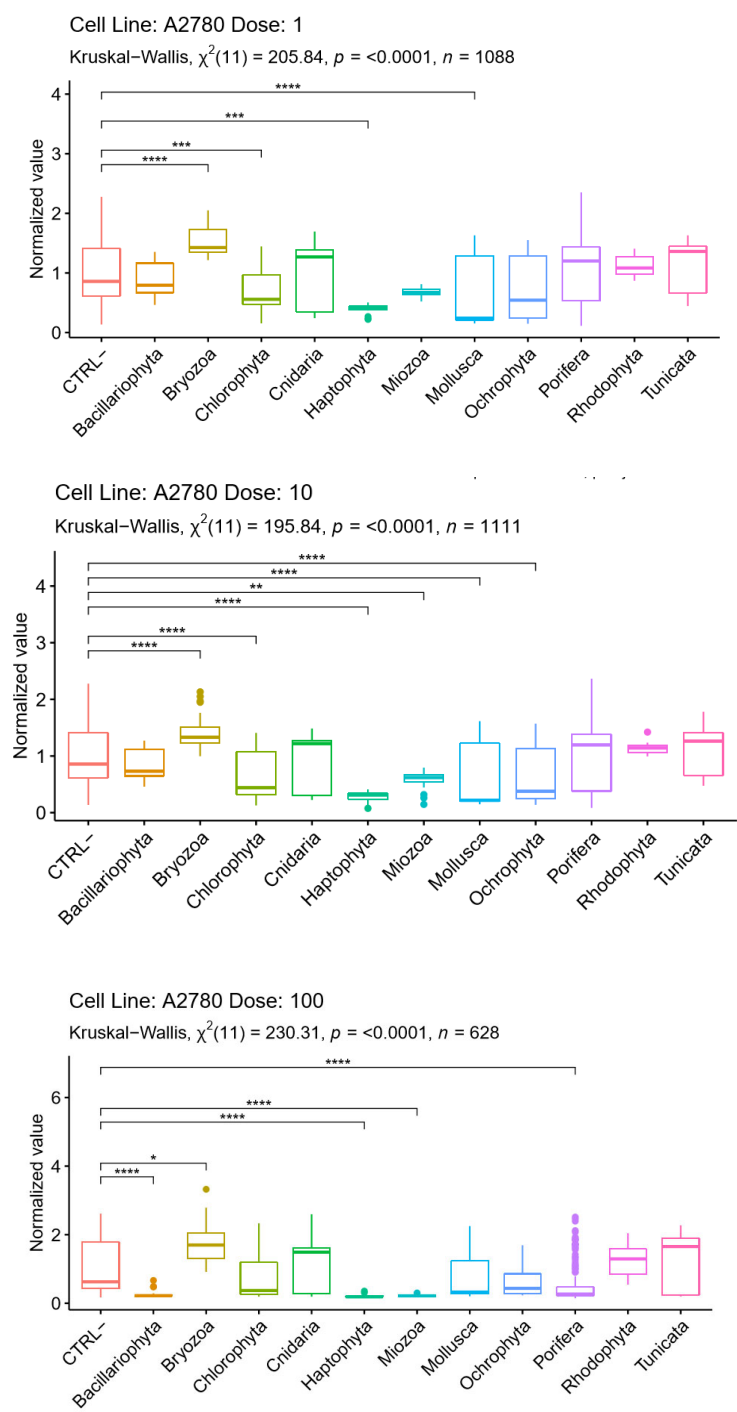 Cell Line: A2780 Dose: 1
Kruskal−Wallis, χ²(11) = 205.84, p = <0.0001, n = 1088
****
***
***
****
Normalized value
4
3
2
1
0
CTRL−
Bacillariophyta
Bryozoa
Chlorophyta
Cnidaria
Haptophyta
Miozoa
Mollusca
Ochrophyta
Porifera
Rhodophyta
Tunicata
Cell Line: A2780 Dose: 10
Kruskal−Wallis, χ²(11) = 195.84, p = <0.0001, n = 1111
****
****
**
****
****
****
Normalized value
4
3
2
1
0
CTRL−
Bacillariophyta
Bryozoa
Chlorophyta
Cnidaria
Haptophyta
Miozoa
Mollusca
Ochrophyta
Porifera
Rhodophyta
Tunicata
Cell Line: A2780 Dose: 100
Kruskal−Wallis, χ²(11) = 230.31, p = <0.0001, n = 628
****
****
****
*
****
Normalized value
6
4
2
0
CTRL−
Bacillariophyta
Bryozoa
Chlorophyta
Cnidaria
Haptophyta
Miozoa
Mollusca
Ochrophyta
Porifera
Rhodophyta
Tunicata